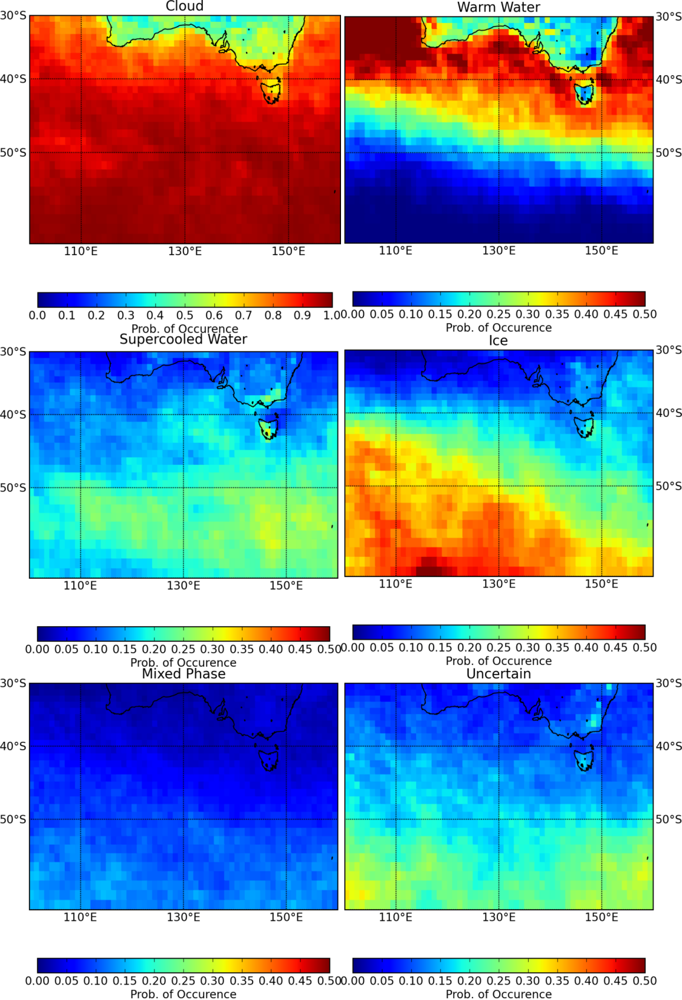 Cloud
Warm Water
30°S
30°S
40°S
40°S
50°S
50°S
110°E 130°E 150°E
110°E 130°E 150°E
0.0 0.1 0.2 0.3 0.4 0.5 0.6 0.7 0.8 0.9 1.0
0.00 0.05 0.10 0.15 0.20 0.25 0.30 0.35 0.40 0.45 0.50
Prob. of Occurence
Prob. of Occurence
Supercooled Water
Ice
30°S
30°S
40°S
40°S
50°S
50°S
110°E 130°E 150°E
110°E 130°E 150°E
0.00 0.05 0.10 0.15 0.20 0.25 0.30 0.35 0.40 0.45 0.50
0.00 0.05 0.10 0.15 0.20 0.25 0.30 0.35 0.40 0.45 0.50
Prob. of Occurence
Prob. of Occurence
Mixed Phase
Uncertain
30°S
30°S
40°S
40°S
50°S
50°S
110°E 130°E 150°E
110°E 130°E 150°E
0.00 0.05 0.10 0.15 0.20 0.25 0.30 0.35 0.40 0.45 0.50
0.00 0.05 0.10 0.15 0.20 0.25 0.30 0.35 0.40 0.45 0.50
Prob. of Occurence
Prob. of Occurence